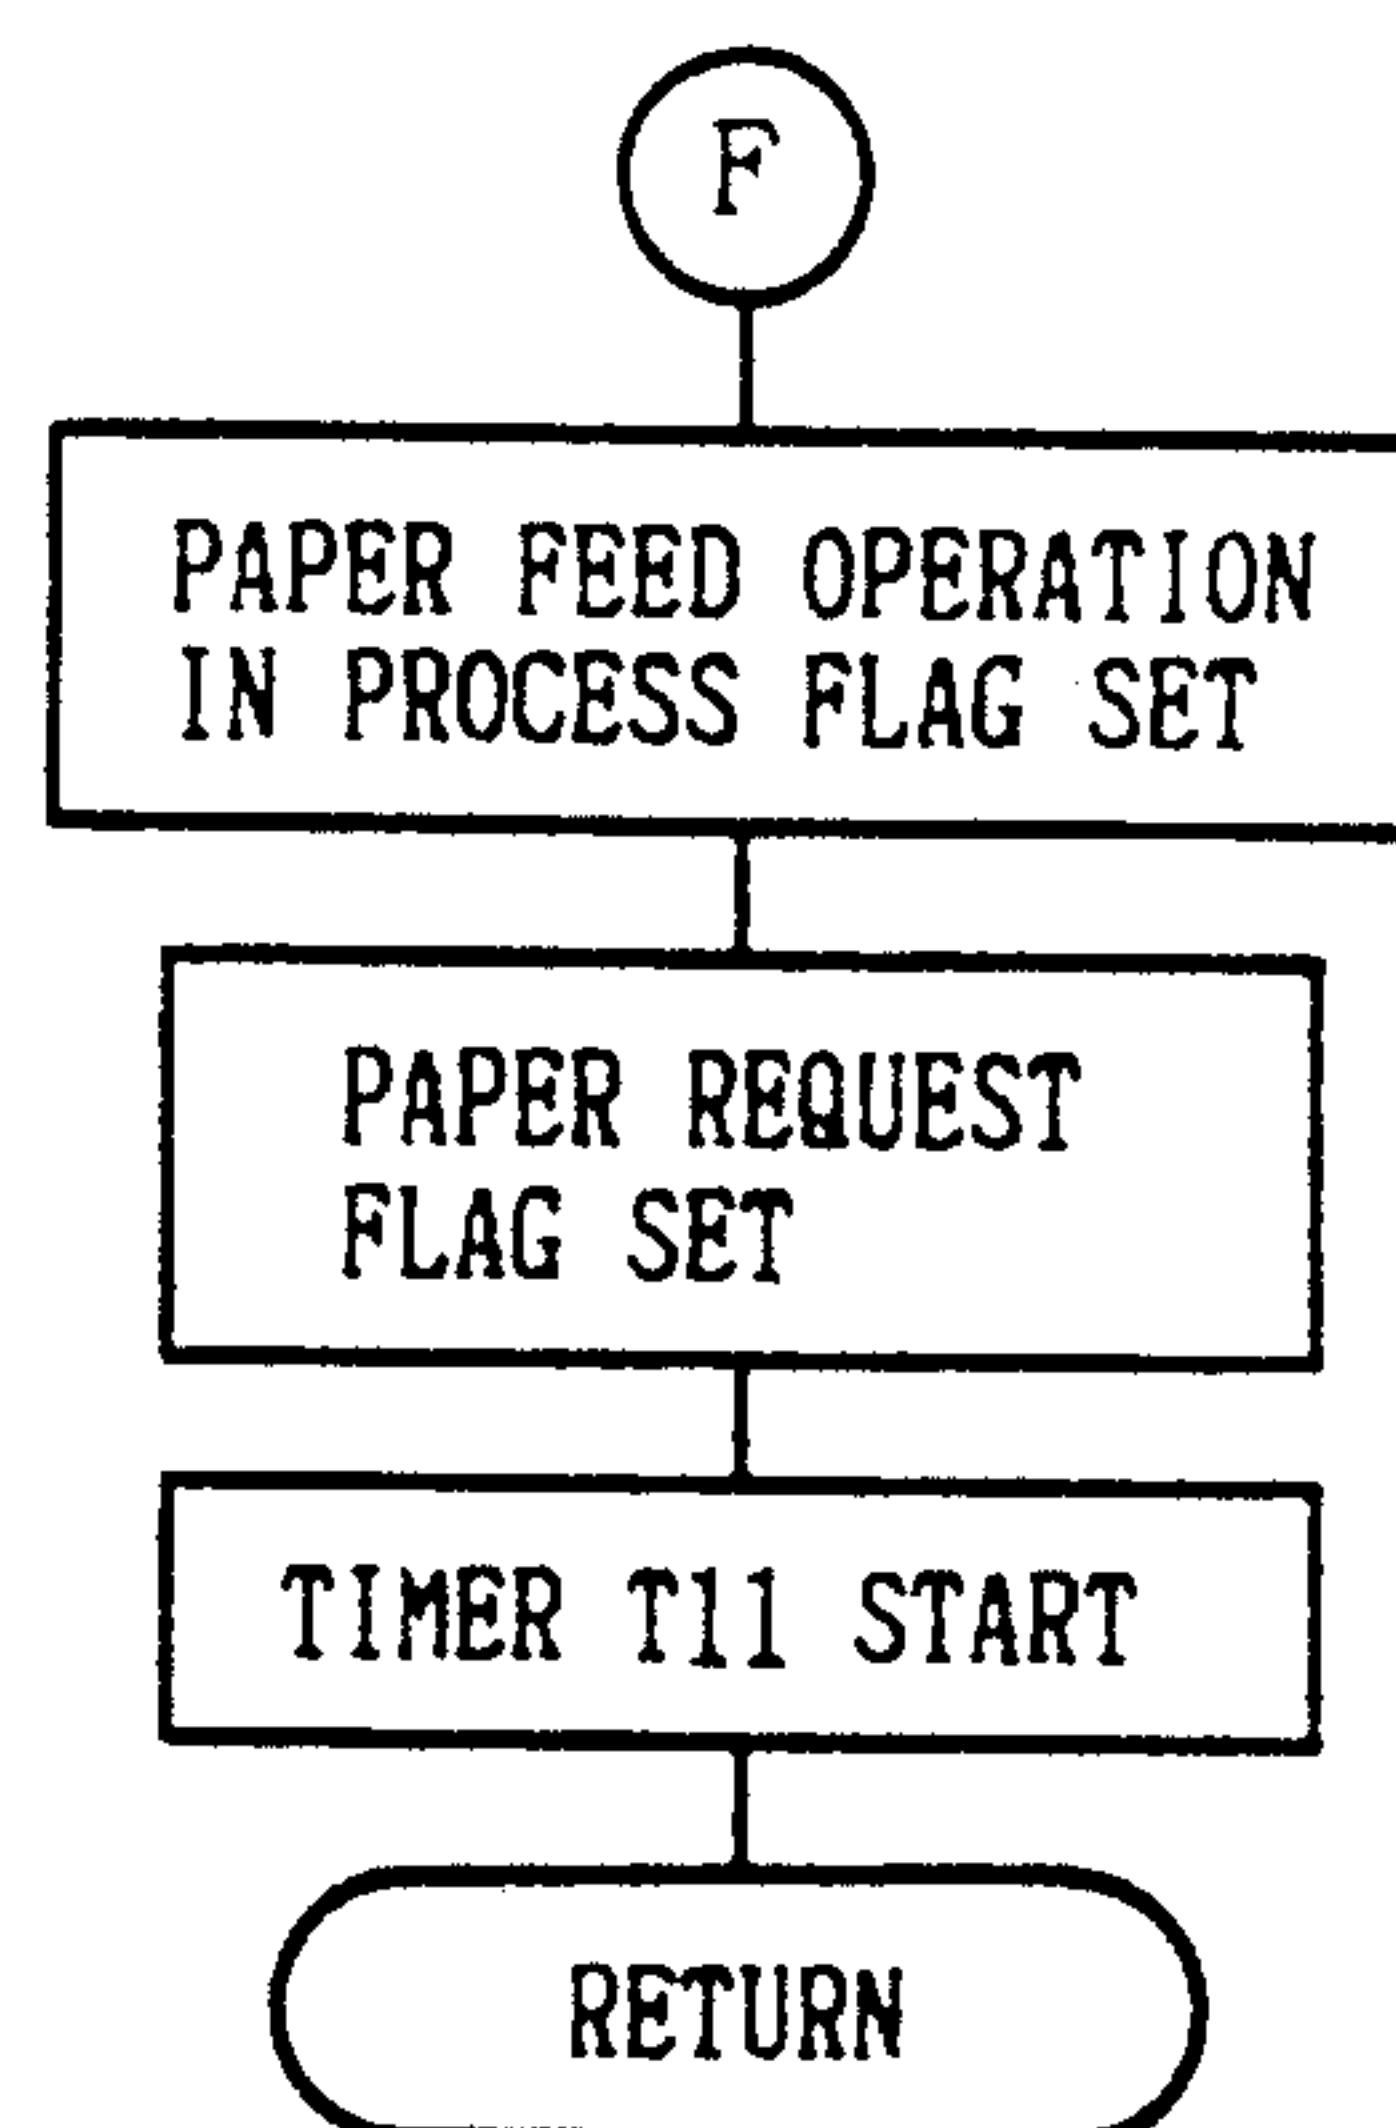 F
PAPER FEED OPERATION
IN PROCESS FLAG SET
PAPER REQUEST
FLAG SET
TIMER T11 START
RETURN